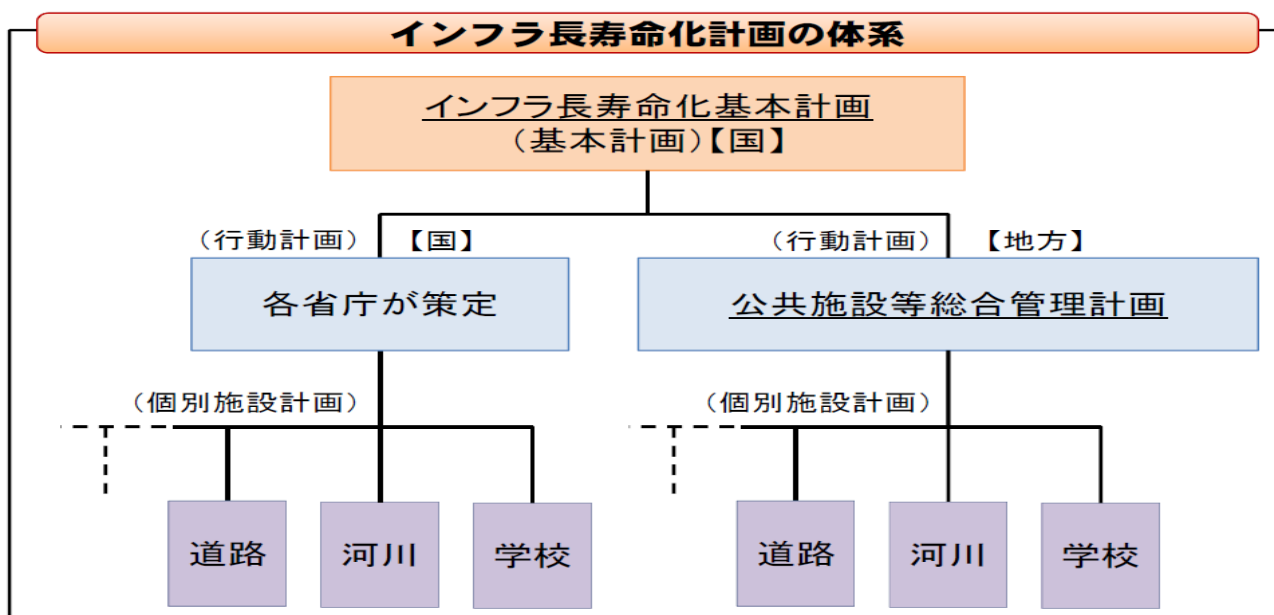 インフラ長寿命化計画の体系
インフラ長寿命化基本計画
(基本計画)【国】
(行動計画) 【国】
各省庁が策定
(個別施設計画)
道路
河川
学校
(行動計画) 【地方】
公共施設等総合管理計画
(個別施設計画)
道路
河川
学校